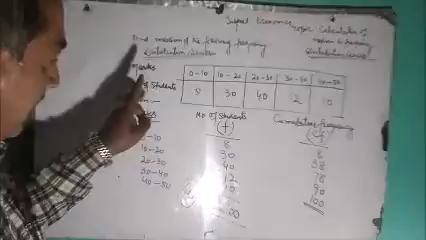 Subject Economics
Topic Calculation of
median in frequency
distribution series
Find median of the following frequency
distribution series
Marks 0-10 10-20 20-30 30-40 40-50
of Students 8 30 40 12 10
No of Students Cumulative frequency
(f) (cf)
-10 8 8
10-20 30 38
20-30 40 78
30-40 12 90
40-50 10 100